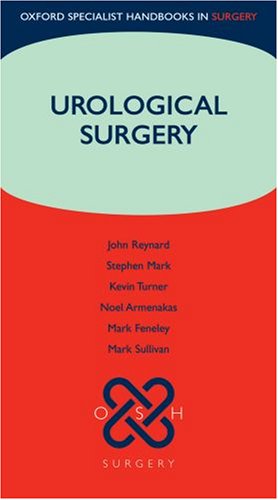 OXFORD SPECIALIST HANDBOOKS IN SURGERY
UROLOGICAL
SURGERY
John Reynard
Stephen Mark
Kevin Turner
Noel Armenakas
Mark Feneley
Mark Sullivan
O S H
SURGERY